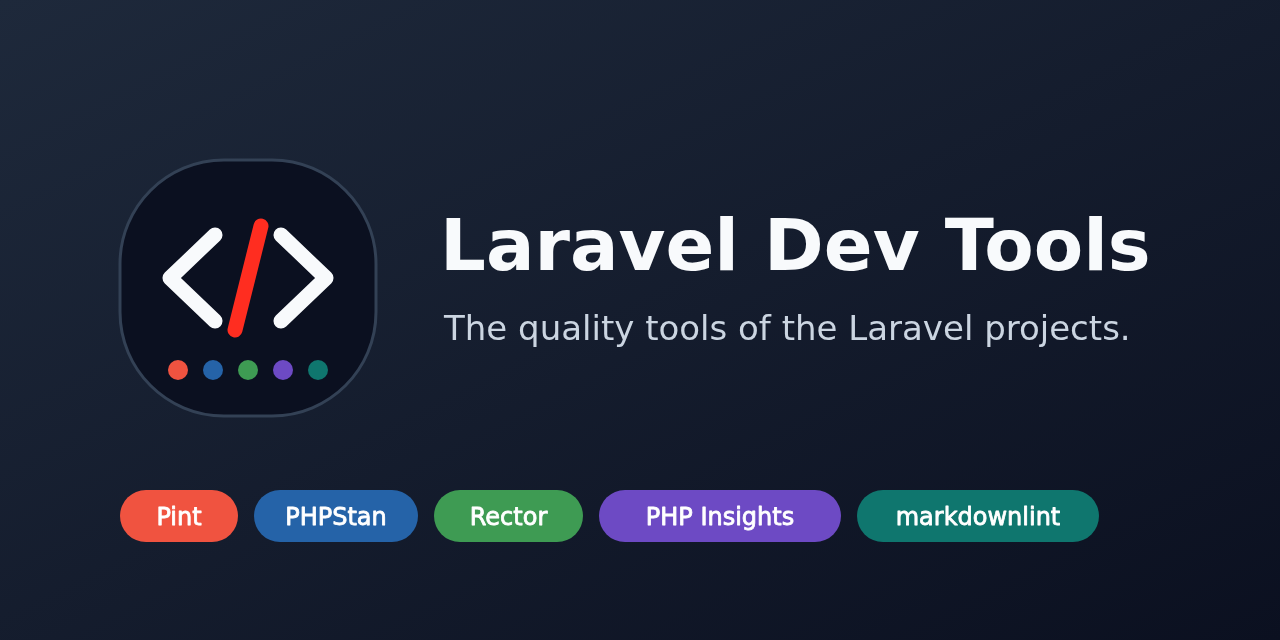 Laravel Dev Tools
The quality tools of the Laravel projects.
Pint PHPStan Rector PHP Insights markdownlint